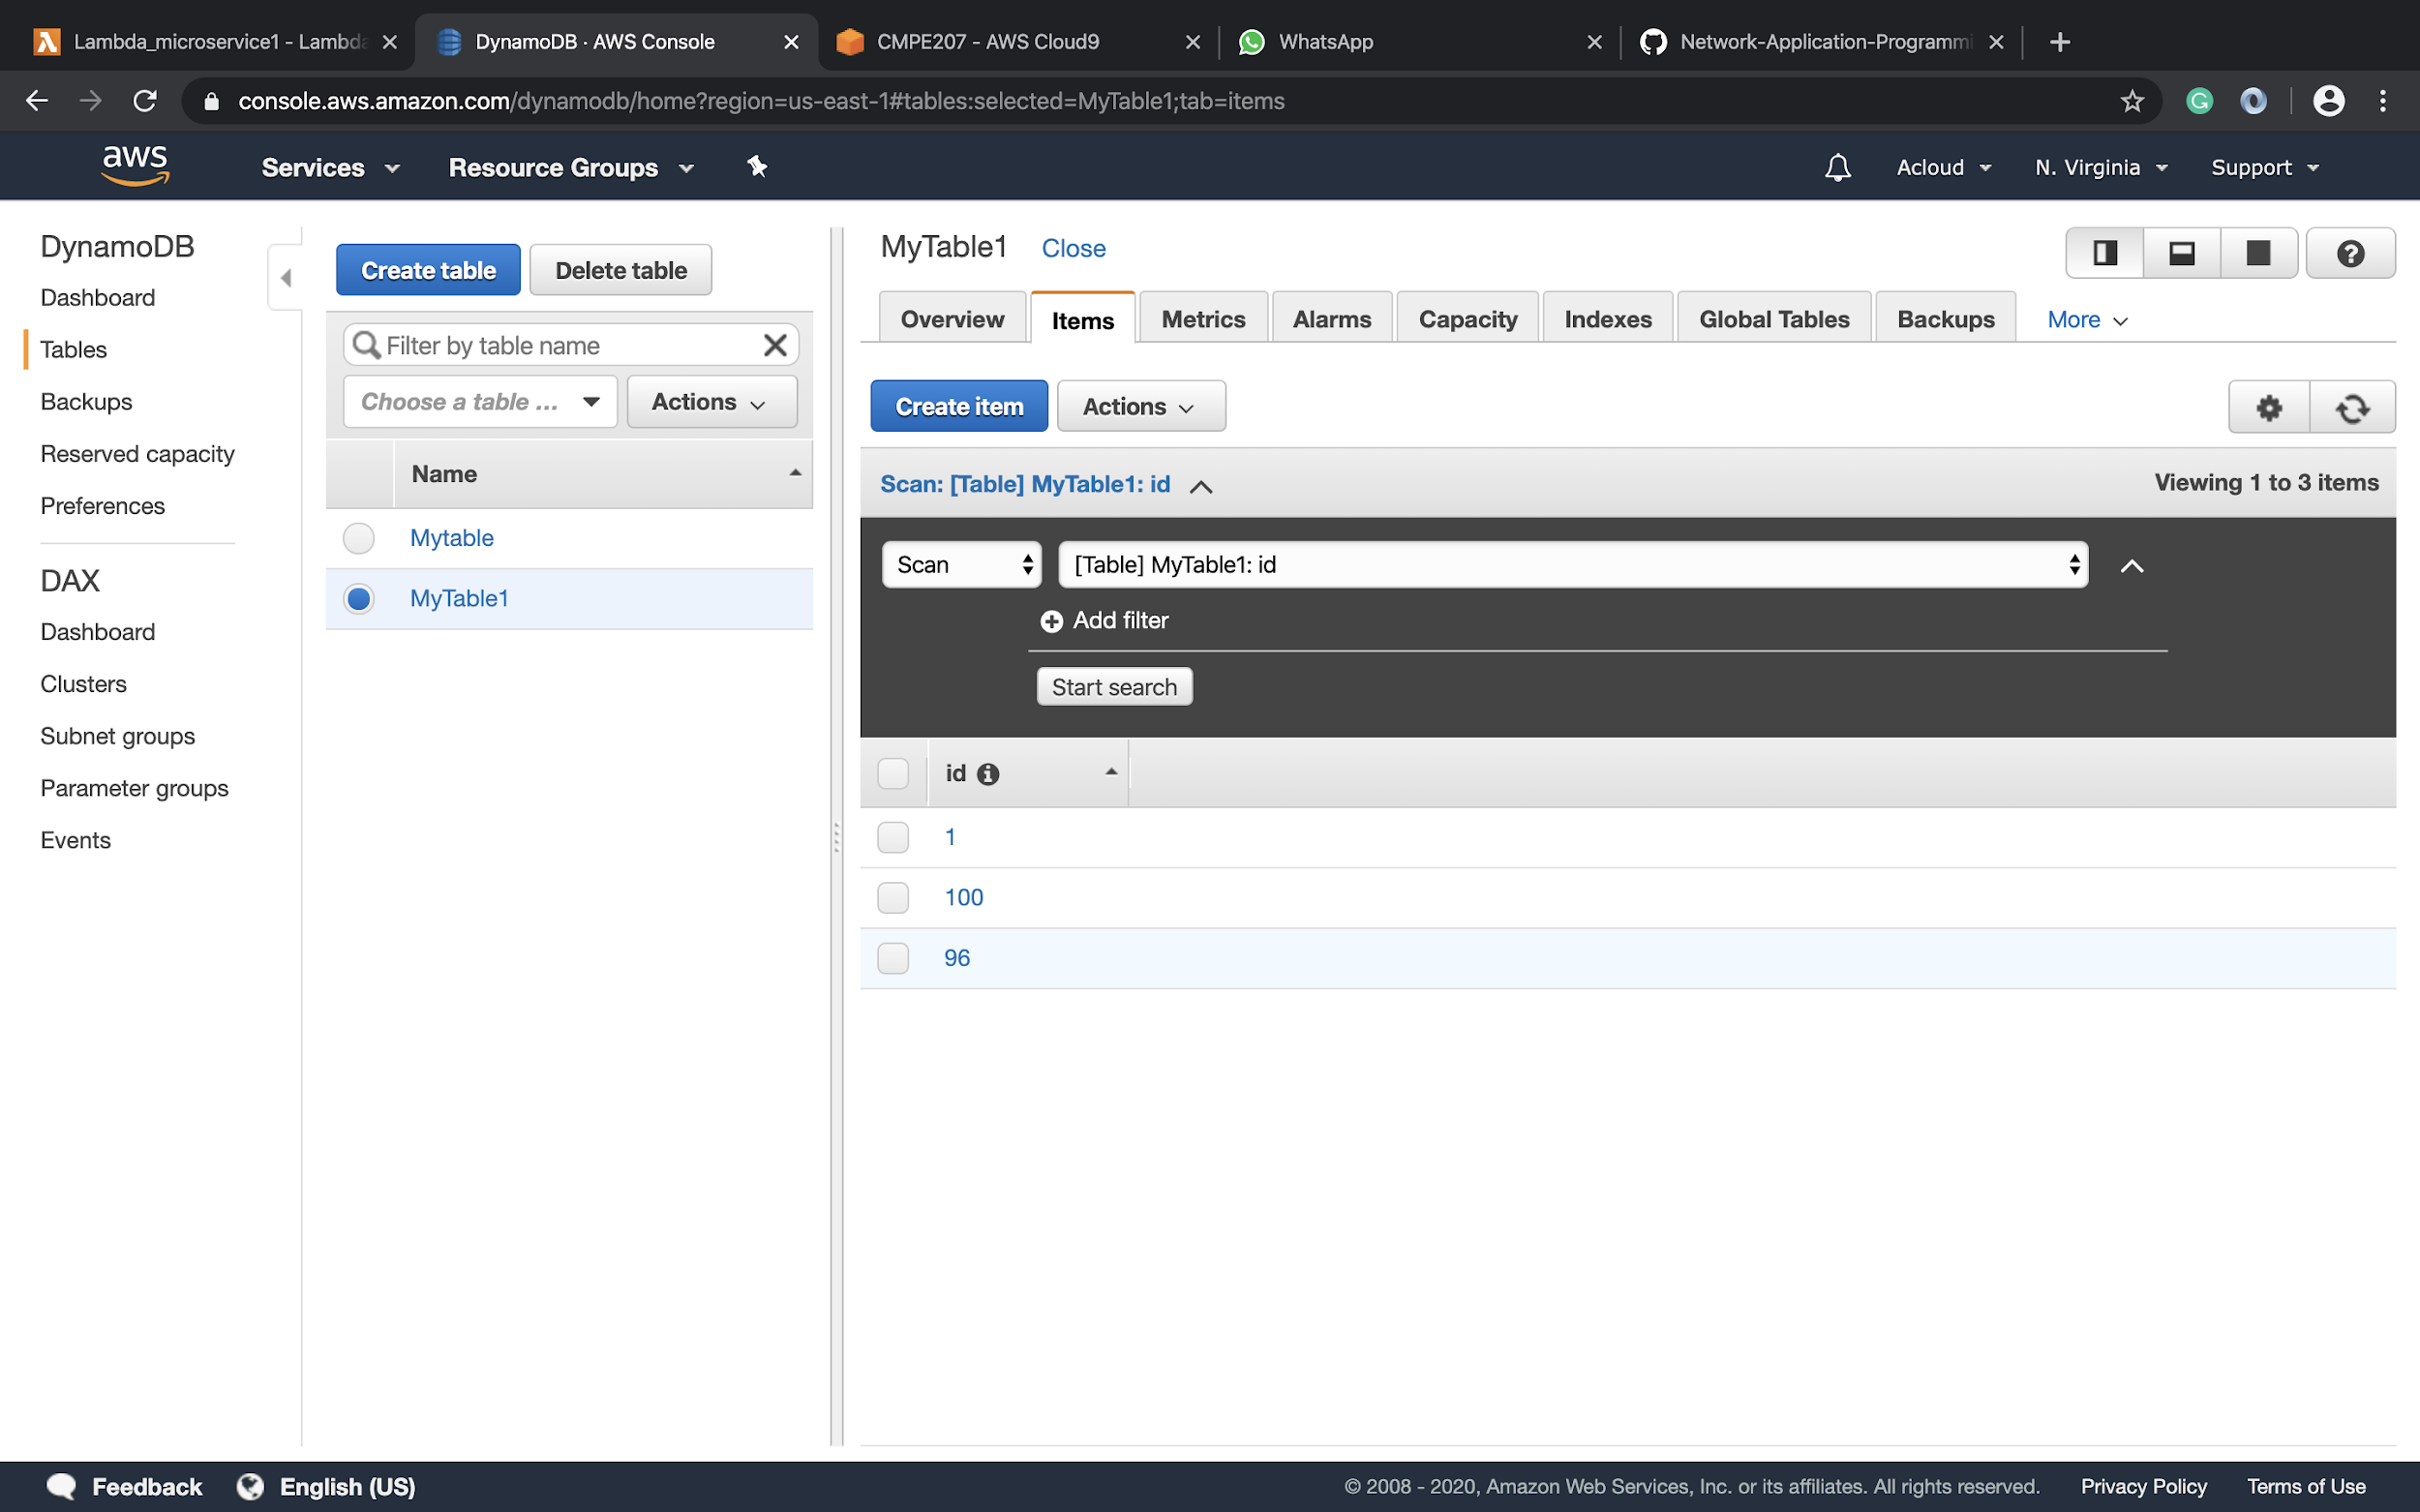 Lambda_microservice1 - Lambda
DynamoDB · AWS Console
CMPE207 - AWS Cloud9
WhatsApp
Network-Application-Programmi
console.aws.amazon.com/dynamodb/home?region=us-east-1#tables:selected=MyTable1;tab=items
aws
Services
Resource Groups
Acloud
N. Virginia
Support
DynamoDB
Dashboard
Tables
Backups
Reserved capacity
Preferences
DAX
Dashboard
Clusters
Subnet groups
Parameter groups
Events
Create table
Delete table
Filter by table name
Choose a table ...
Actions
Name
Mytable
MyTable1
MyTable1 Close
Overview
Items
Metrics
Alarms
Capacity
Indexes
Global Tables
Backups
More
Create item
Actions
Scan: [Table] MyTable1: id
Viewing 1 to 3 items
Scan
[Table] MyTable1: id
Add filter
Start search
id
1
100
96
Feedback
English (US)
© 2008 - 2020, Amazon Web Services, Inc. or its affiliates. All rights reserved.
Privacy Policy
Terms of Use